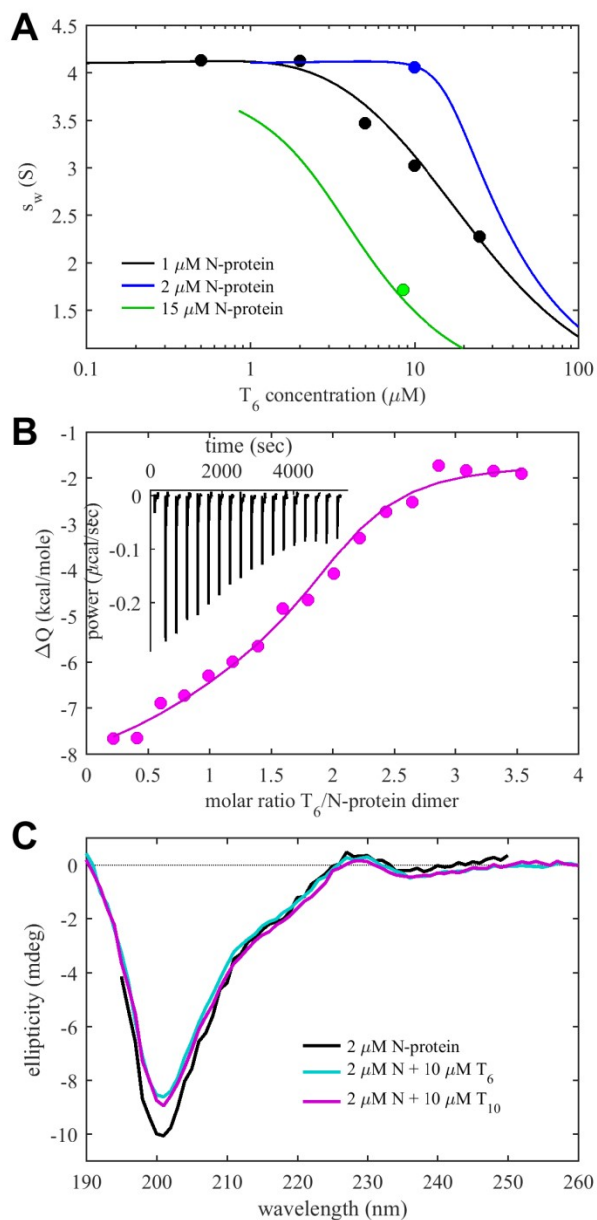 A
4.5
4
3.5
3
2.5
2
1.5
s_w (S)
1 μM N-protein
2 μM N-protein
15 μM N-protein
0.1 1 10 100
T_6 concentration (μM)
B
-1
-2
-3
-4
-5
-6
-7
-8
ΔQ (kcal/mole)
time (sec)
0 2000 4000
0
-0.1
-0.2
power (μcal/sec)
0 0.5 1 1.5 2 2.5 3 3.5 4
molar ratio T_6/N-protein dimer
C
0
-2
-4
-6
-8
-10
ellipticity (mdeg)
2 μM N-protein
2 μM N + 10 μM T_6
2 μM N + 10 μM T_10
190 200 210 220 230 240 250 260
wavelength (nm)